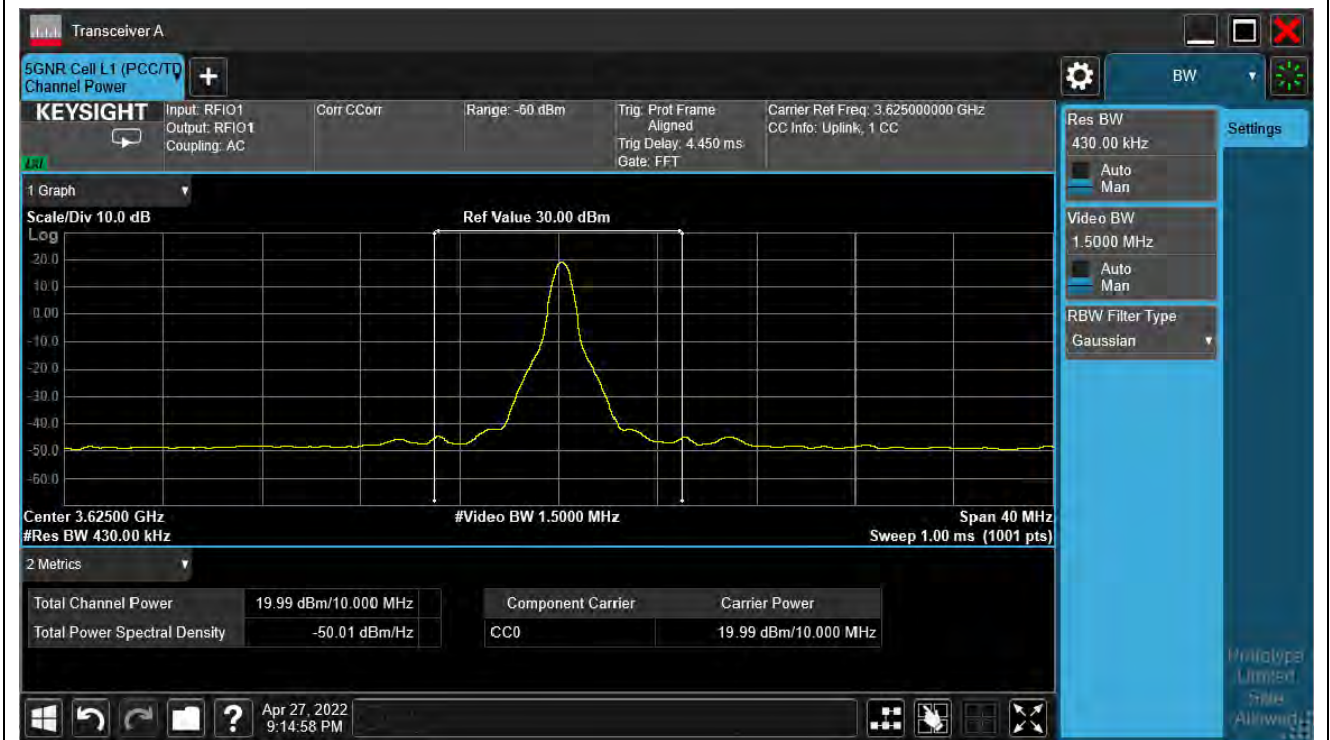 Transceiver A
5GNR Cell L1 (PCC/TD
Channel Power
BW
KEYSIGHT
Input: RFIO1
Output: RFIO1
Coupling: AC
Corr CCorr
Range: -60 dBm
Trig: Prot Frame
Aligned
Trig Delay: 4.450 ms
Gate: FFT
Carrier Ref Freq: 3.625000000 GHz
CC Info: Uplink, 1 CC
LXI
Res BW
430.00 kHz
Auto
Man
Settings
Video BW
1.5000 MHz
Auto
Man
RBW Filter Type
Gaussian
1 Graph
Scale/Div 10.0 dB
Ref Value 30.00 dBm
Log
20.0
10.0
0.00
-10.0
-20.0
-30.0
-40.0
-50.0
-60.0
Center 3.62500 GHz
#Video BW 1.5000 MHz
Span 40 MHz
#Res BW 430.00 kHz
Sweep 1.00 ms (1001 pts)
2 Metrics
Total Channel Power 19.99 dBm/10.000 MHz
Total Power Spectral Density -50.01 dBm/Hz
Component Carrier Carrier Power
CC0 19.99 dBm/10.000 MHz
Prototype
Limited
Sale
Allowed
?
Apr 27, 2022
9:14:58 PM